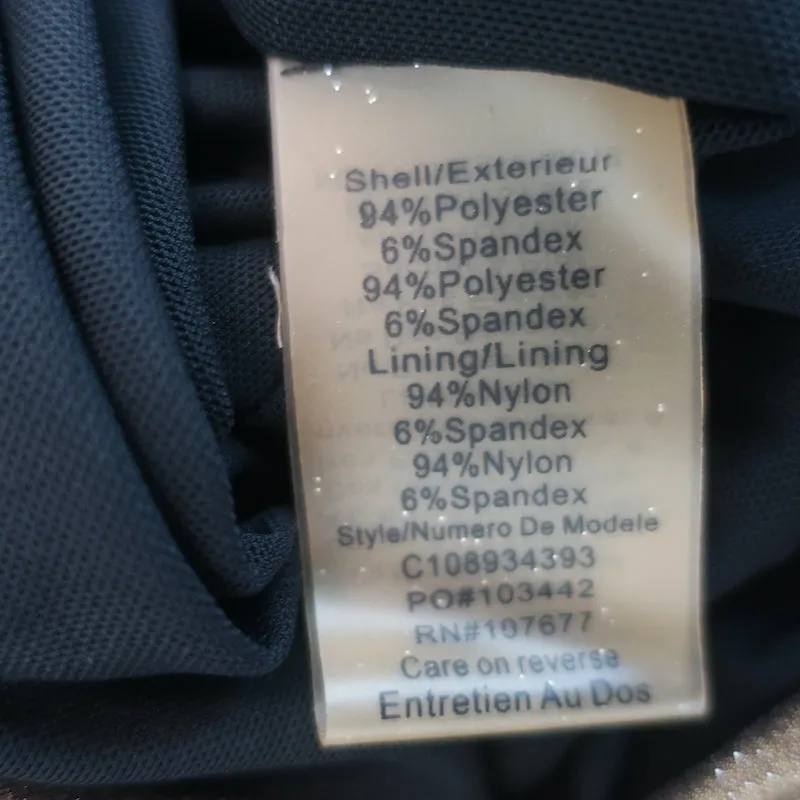 Shell/Exterieur
94%Polyester
6%Spandex
94%Polyester
6%Spandex
Lining/Lining
94%Nylon
6%Spandex
94%Nylon
6%Spandex
Style/Numero De Modele
C108934393
PO#103442
RN#107677
Care on reverse
Entretien Au Dos